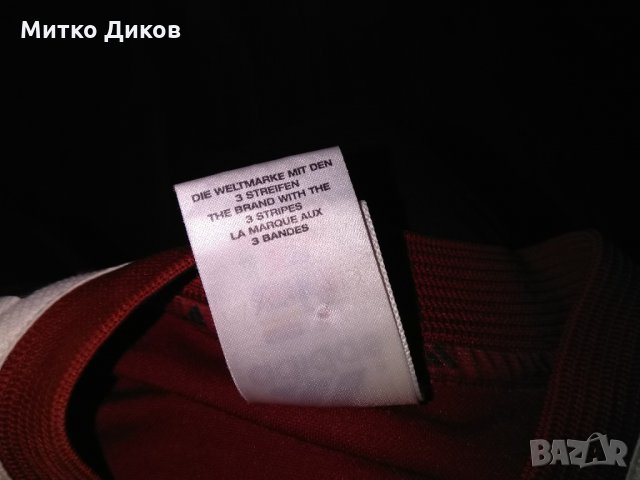 Митко Диков
DIE WELTMARKE MIT DEN
3 STREIFEN
THE BRAND WITH THE
3 STRIPES
LA MARQUE AUX
3 BANDES
BAZAR